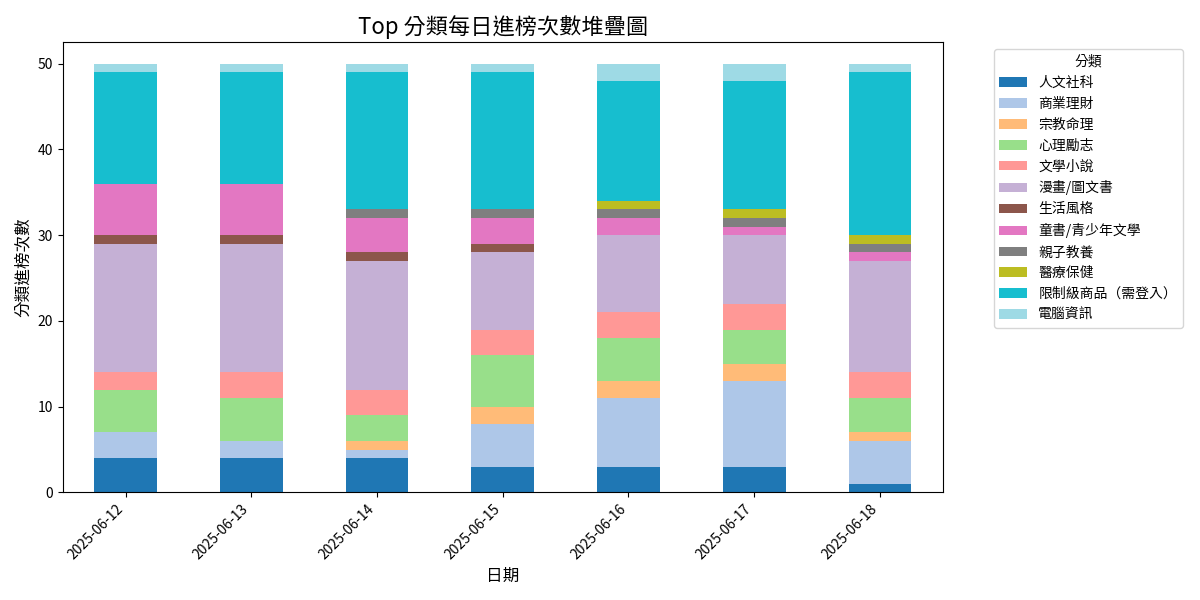 Top 分類每日進榜次數堆疊圖
分類進榜次數
50
40
30
20
10
0
2025-06-12
2025-06-13
2025-06-14
2025-06-15
2025-06-16
2025-06-17
2025-06-18
日期
分類
人文社科
商業理財
宗教命理
心理勵志
文學小說
漫畫/圖文書
生活風格
童書/青少年文學
親子教養
醫療保健
限制級商品（需登入）
電腦資訊